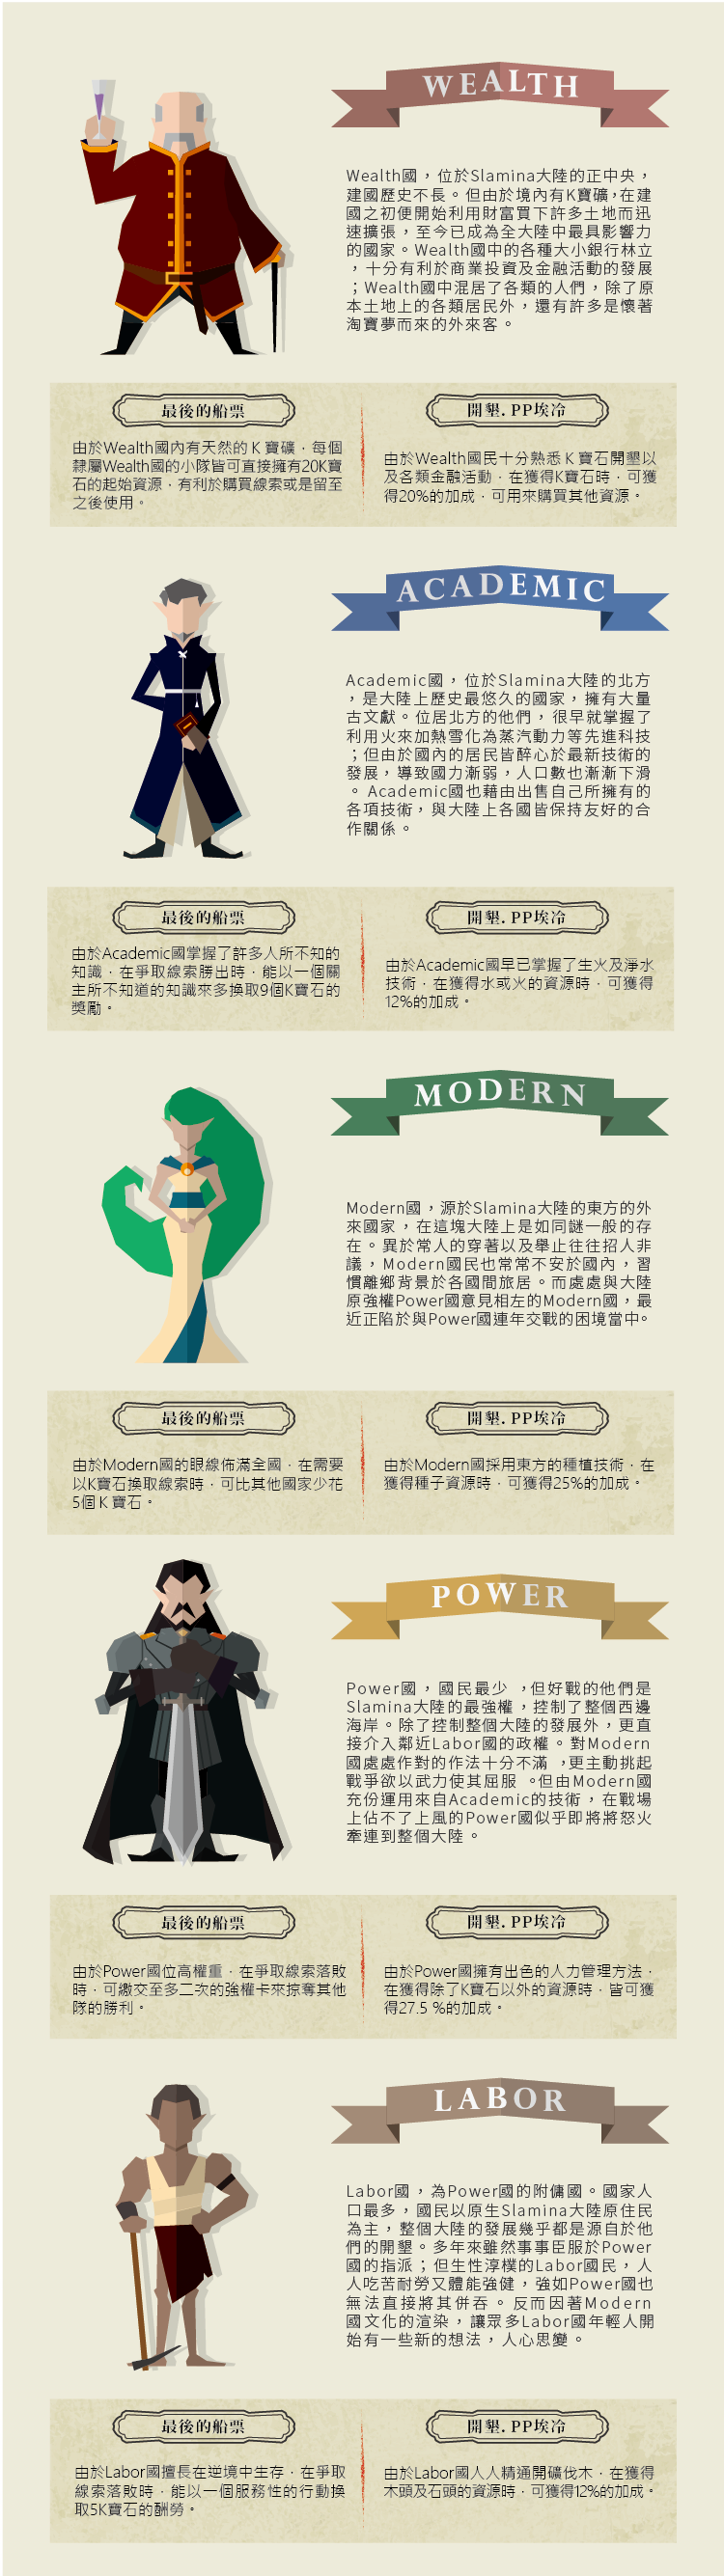 WEALTH
Wealth國，位於Slamina大陸的正中央，
建國歷史不長。但由於境內有K寶礦，在建
國之初便開始利用財富買下許多土地而迅
速擴張，至今已成為全大陸中最具影響力
的國家。Wealth國中的各種大小銀行林立
，十分有利於商業投資及金融活動的發展
；Wealth國中混居了各類的人們，除了原
本土地上的各類居民外，還有許多是懷著
淘寶夢而來的外來客。
最後的船票
由於Wealth國內有天然的 K 寶礦，每個
隸屬Wealth國的小隊皆可直接擁有20K寶
石的起始資源，有利於購買線索或是留至
之後使用。
開墾. PP埃冷
由於Wealth國民十分熟悉 K 寶石開墾以
及各類金融活動，在獲得K寶石時，可獲
得20%的加成，可用來購買其他資源。
ACADEMIC
Academic國，位於Slamina大陸的北方
，是大陸上歷史最悠久的國家，擁有大量
古文獻。位居北方的他們，很早就掌握了
利用火來加熱雪化為蒸汽動力等先進科技
；但由於國內的居民皆醉心於最新技術的
發展，導致國力漸弱，人口數也漸漸下滑
。Academic國也藉由出售自己所擁有的
各項技術，與大陸上各國皆保持友好的合
作關係。
最後的船票
由於Academic國掌握了許多人所不知的
知識，在爭取線索勝出時，能以一個關
主所不知道的知識來多換取9個K寶石的
獎勵。
開墾. PP埃冷
由於Academic國早已掌握了生火及淨水
技術，在獲得水或火的資源時，可獲得
12%的加成。
MODERN
Modern國，源於Slamina大陸的東方的外
來國家，在這塊大陸上是如同謎一般的存
在。異於常人的穿著以及舉止往往招人非
議，Modern國民也常常不安於國內，習
慣離鄉背景於各國間旅居。而處處與大陸
原強權Power國意見相左的Modern國，最
近正陷於與Power國連年交戰的困境當中。
最後的船票
由於Modern國的眼線佈滿全國，在需要
以K寶石換取線索時，可比其他國家少花
5個 K 寶石。
開墾. PP埃冷
由於Modern國採用東方的種植技術，在
獲得種子資源時，可獲得25%的加成。
POWER
Power國，國民最少 ，但好戰的他們是
Slamina大陸的最強權，控制了整個西邊
海岸。除了控制整個大陸的發展外，更直
接介入鄰近Labor國的政權。對Modern
國處處作對的作法十分不滿 ，更主動挑起
戰爭欲以武力使其屈服 。但由Modern國
充份運用來自Academic的技術，在戰場
上佔不了上風的Power國似乎即將將怒火
牽連到整個大陸。
最後的船票
由於Power國位高權重，在爭取線索落敗
時，可繳交至多二次的強權卡來掠奪其他
隊的勝利。
開墾. PP埃冷
由於Power國擁有出色的人力管理方法，
在獲得除了K寶石以外的資源時，皆可獲
得27.5 %的加成。
LABOR
Labor國，為Power國的附傭國。國家人
口最多，國民以原生Slamina大陸原住民
為主，整個大陸的發展幾乎都是源自於他
們的開墾。多年來雖然事事臣服於Power
國的指派；但生性淳樸的Labor國民，人
人吃苦耐勞又體能強健，強如Power國也
無法直接將其併吞。反而因著Modern
國文化的渲染，讓眾多Labor國年輕人開
始有一些新的想法，人心思變。
最後的船票
由於Labor國擅長在逆境中生存，在爭取
線索落敗時，能以一個服務性的行動換
取5K寶石的酬勞。
開墾. PP埃冷
由於Labor國人人精通開礦伐木，在獲得
木頭及石頭的資源時，可獲得12%的加成。